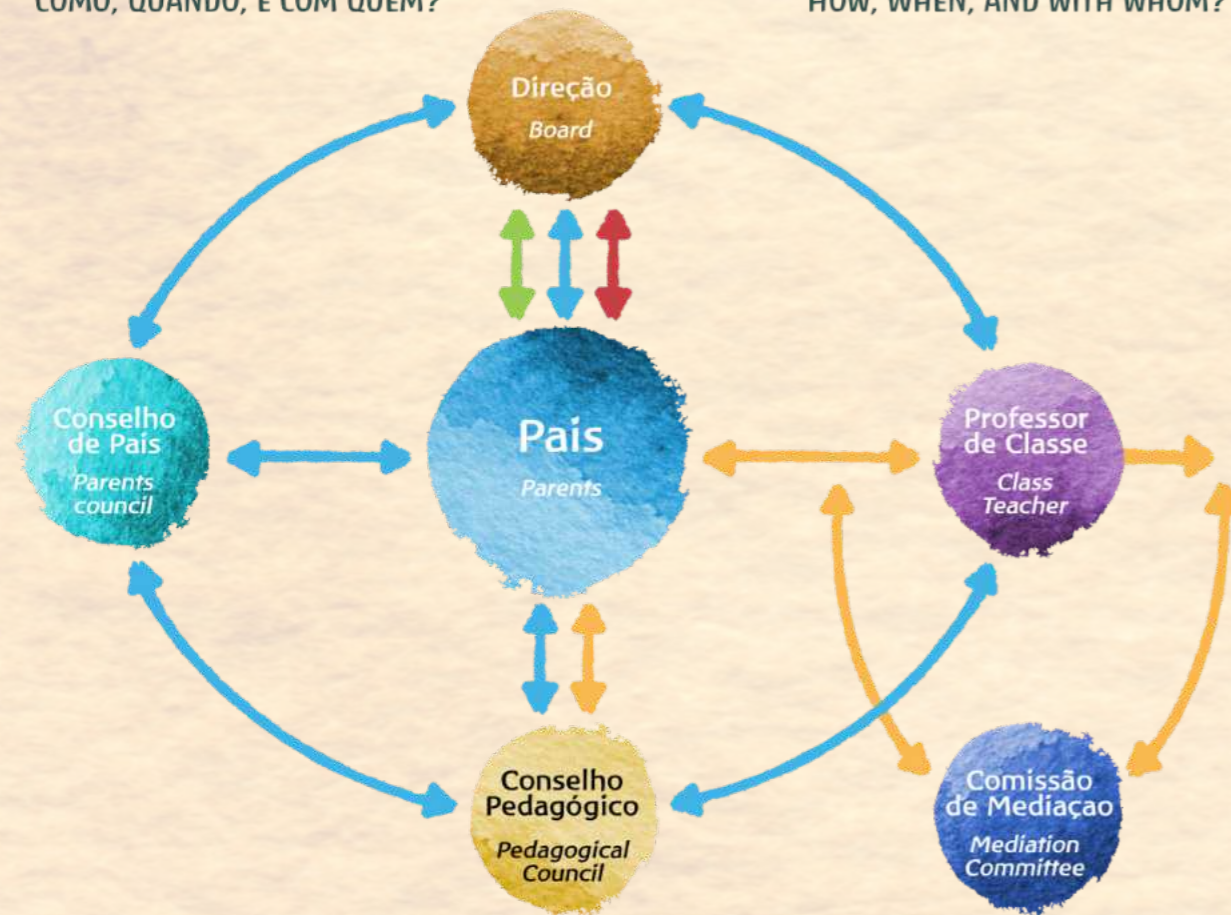 COMO, QUANDO, E COM QUEM?
HOW, WHEN, AND WITH WHOM?
Direção
Board
Conselho
de Pais
Parents
council
Pais
Parents
Professor
de Classe
Class
Teacher
Conselho
Pedagógico
Pedagogical
Council
Comissão
de Mediaçao
Mediation
Committee